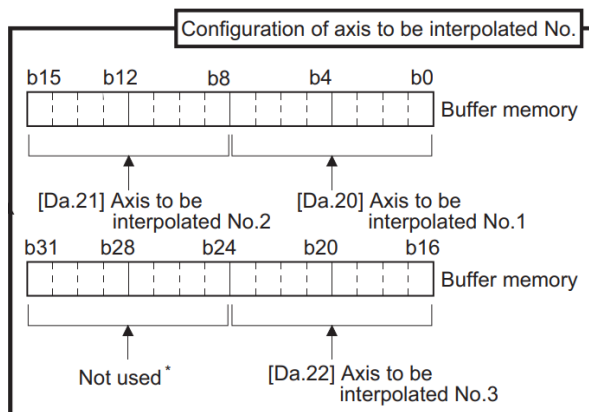 Configuration of axis to be interpolated No.
b15 b12 b8 b4 b0
Buffer memory
[Da.21] Axis to be
interpolated No.2
[Da.20] Axis to be
interpolated No.1
b31 b28 b24 b20 b16
Buffer memory
Not used *
[Da.22] Axis to be
interpolated No.3